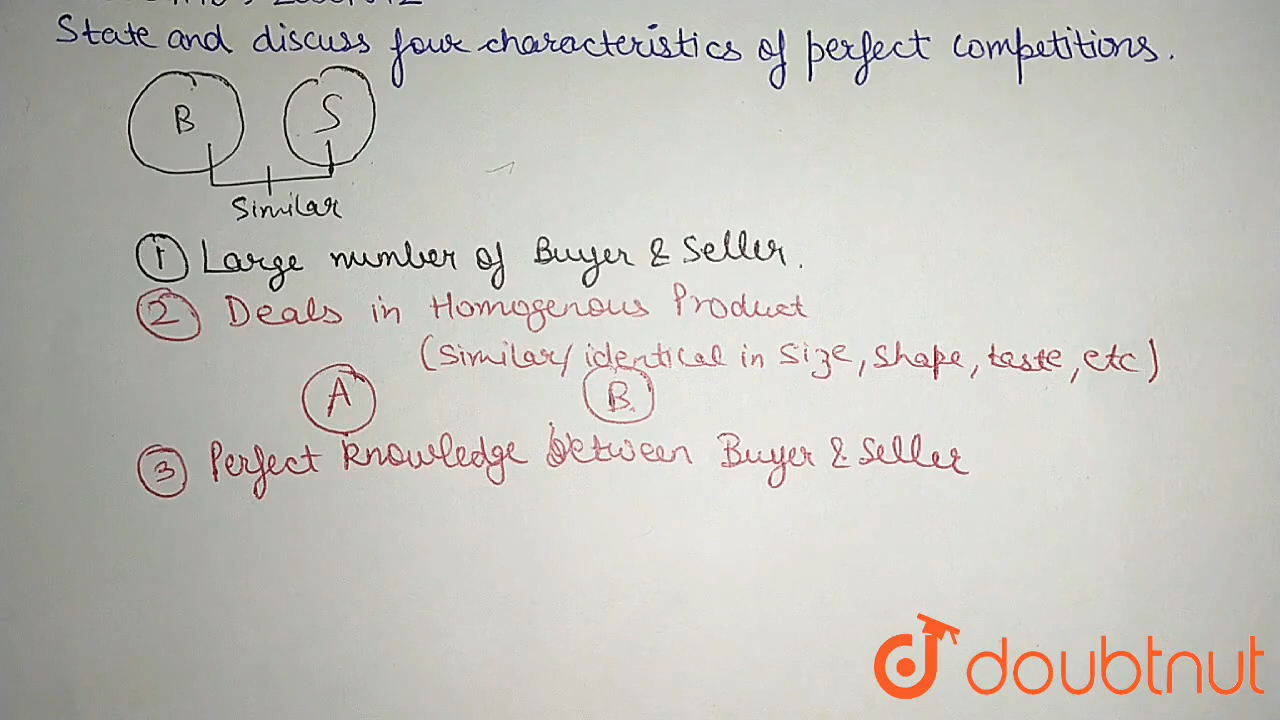 State and discuss four characteristics of perfect competitions.
B S
Similar
1 Large number of Buyer & Seller.
2 Deals in Homogenous Product
(Similar/identical in Size, Shape, taste, etc)
A B.
3 Perfect knowledge between Buyer & Seller
doubtnut